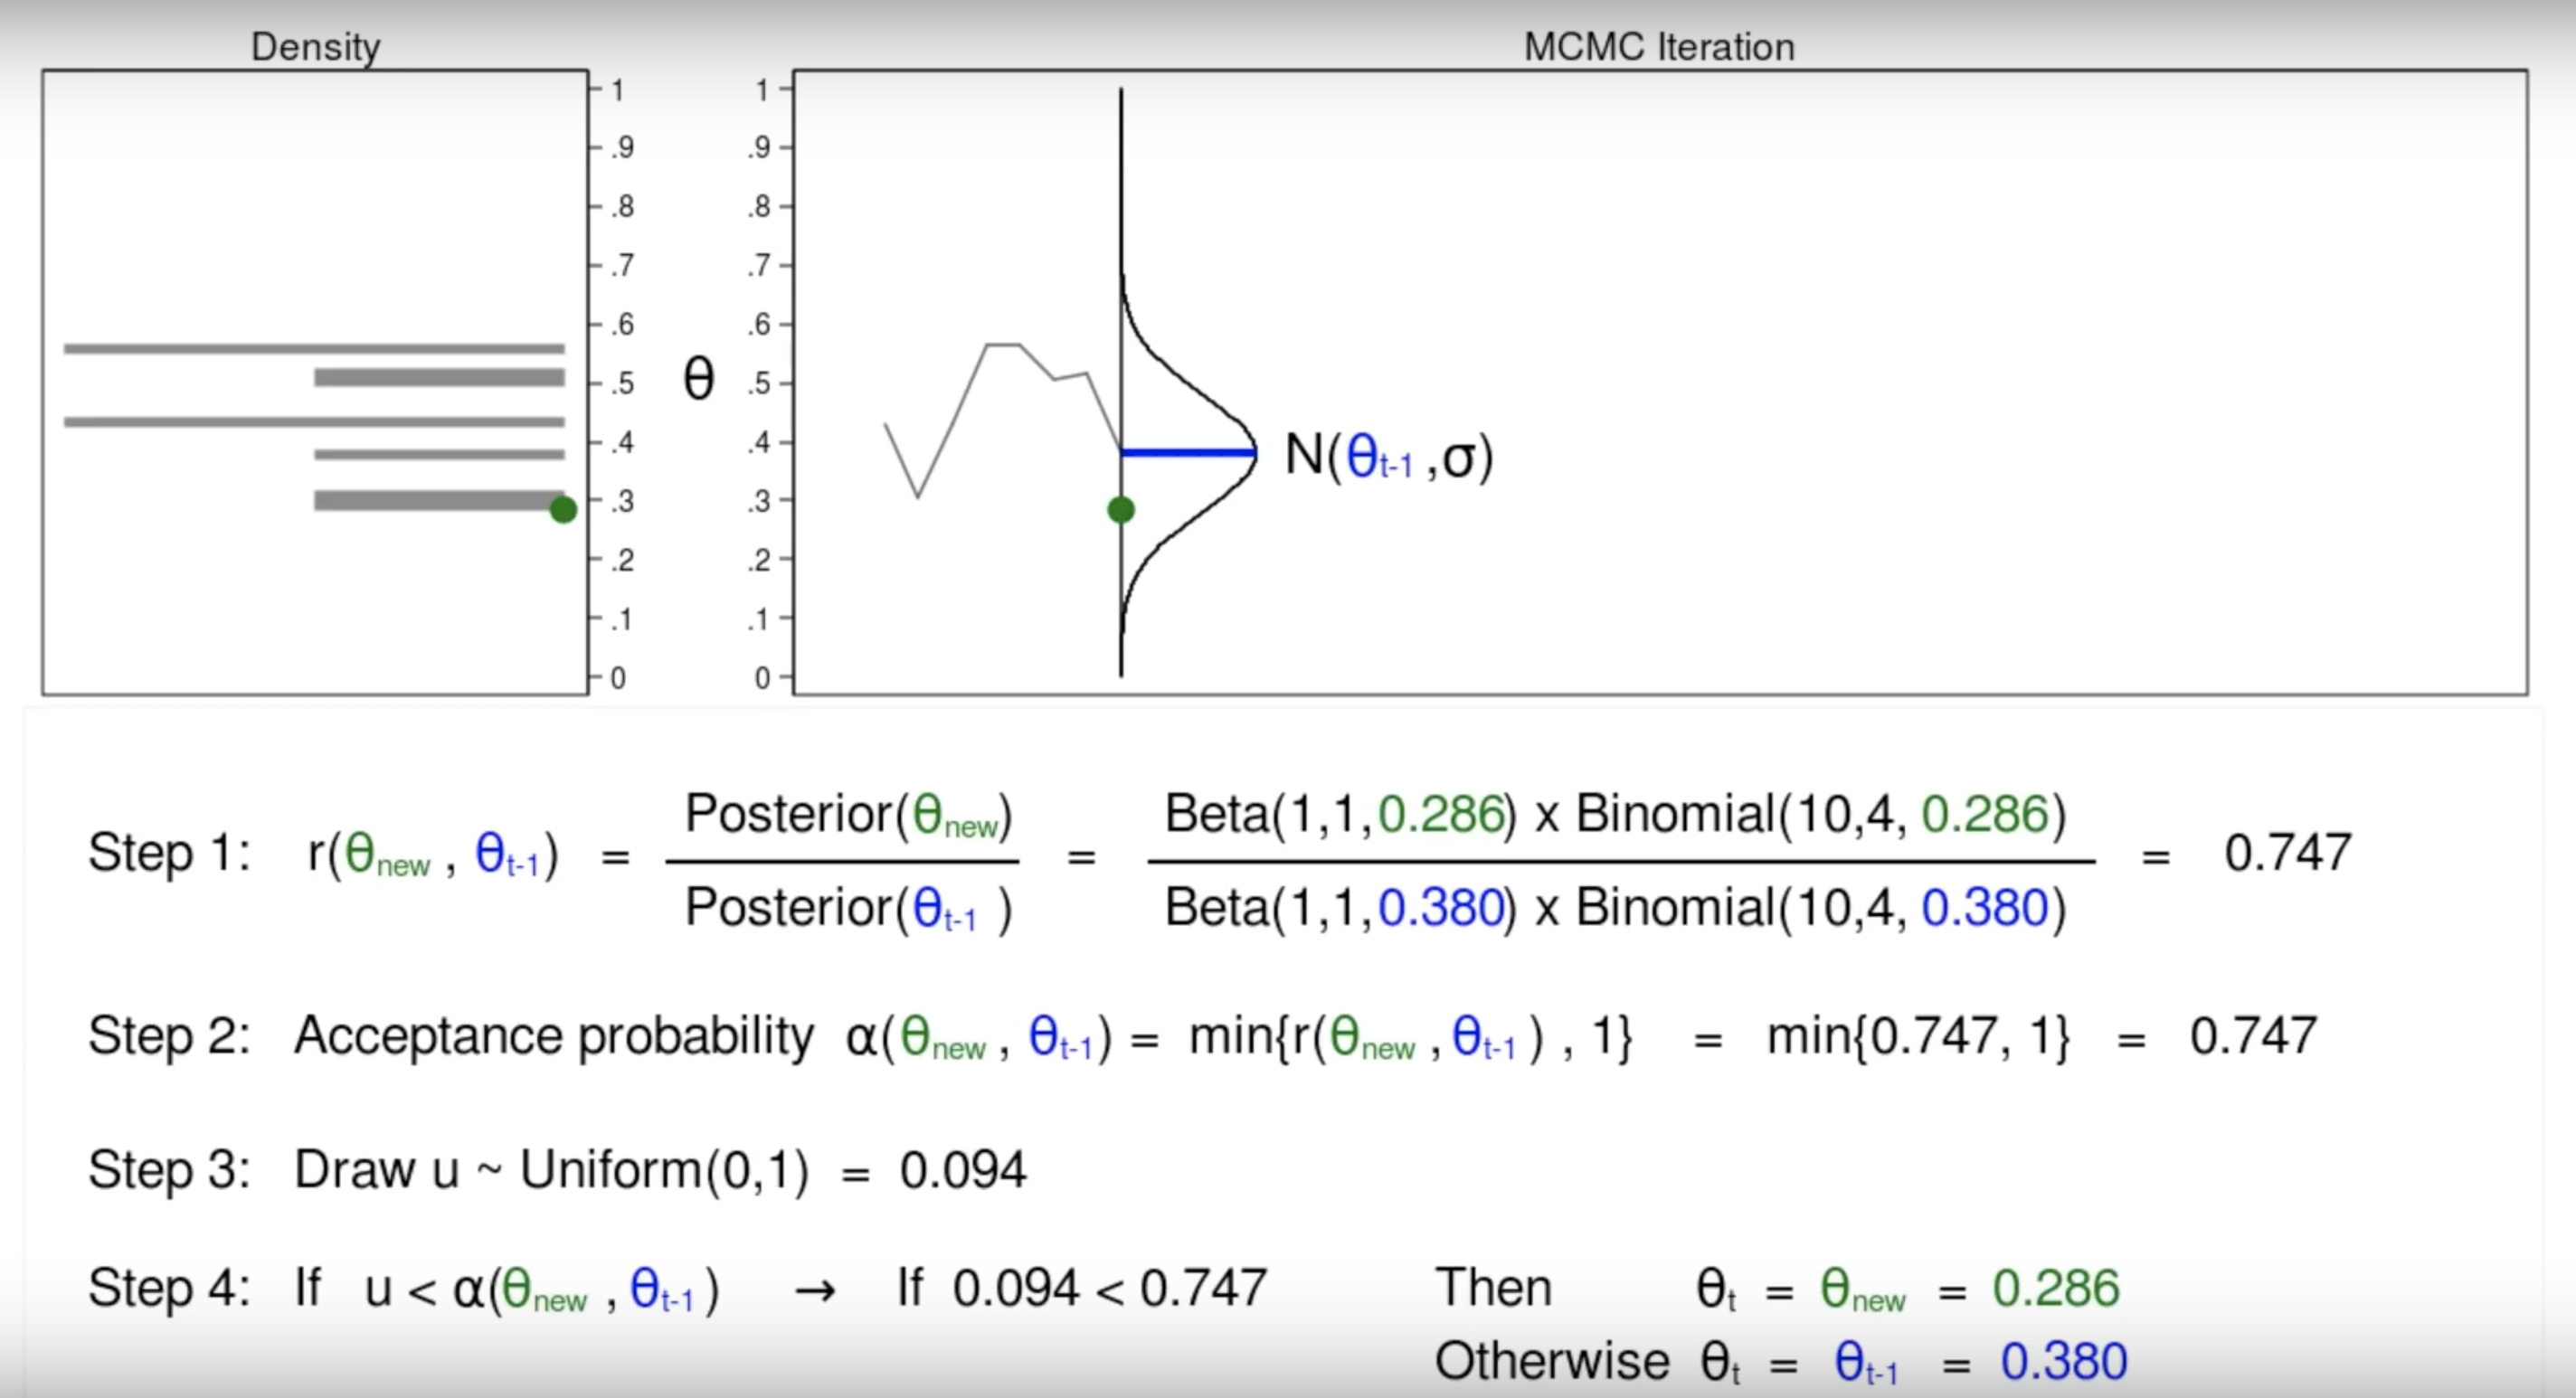 Density
MCMC Iteration
1
.9
.8
.7
.6
.5
.4
.3
.2
.1
0
θ
1
.9
.8
.7
.6
.5
.4
.3
.2
.1
0
N(θt-1 ,σ)
Step 1: r(θnew , θt-1) = Posterior(θnew) / Posterior(θt-1 ) = Beta(1,1,0.286) x Binomial(10,4, 0.286) / Beta(1,1,0.380) x Binomial(10,4, 0.380) = 0.747
Step 2: Acceptance probability α(θnew , θt-1) = min{r(θnew ,θt-1 ) , 1} = min{0.747, 1} = 0.747
Step 3: Draw u ~ Uniform(0,1) = 0.094
Step 4: If u < α(θnew , θt-1 ) → If 0.094 < 0.747 Then θt = θnew = 0.286
Otherwise θt = θt-1 = 0.380